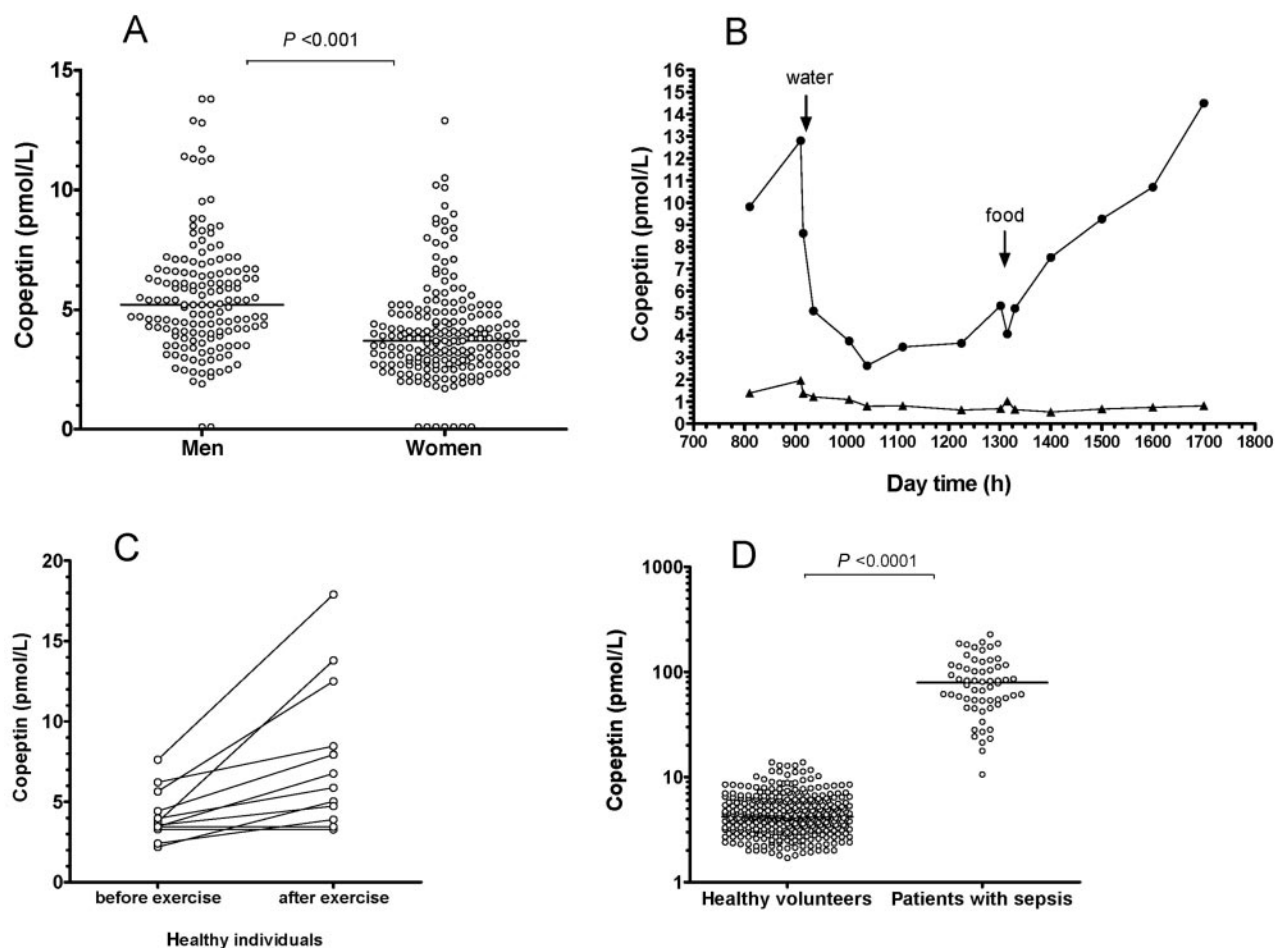 A
P <0.001
Copeptin (pmol/L)
15
10
5
0
Men
Women
B
Copeptin (pmol/L)
16
15
14
13
12
11
10
9
8
7
6
5
4
3
2
1
0
water
food
700 800 900 1000 1100 1200 1300 1400 1500 1600 1700 1800
Day time (h)
C
Copeptin (pmol/L)
20
15
10
5
0
before exercise
after exercise
Healthy individuals
D
P <0.0001
Copeptin (pmol/L)
1000
100
10
1
Healthy volunteers
Patients with sepsis